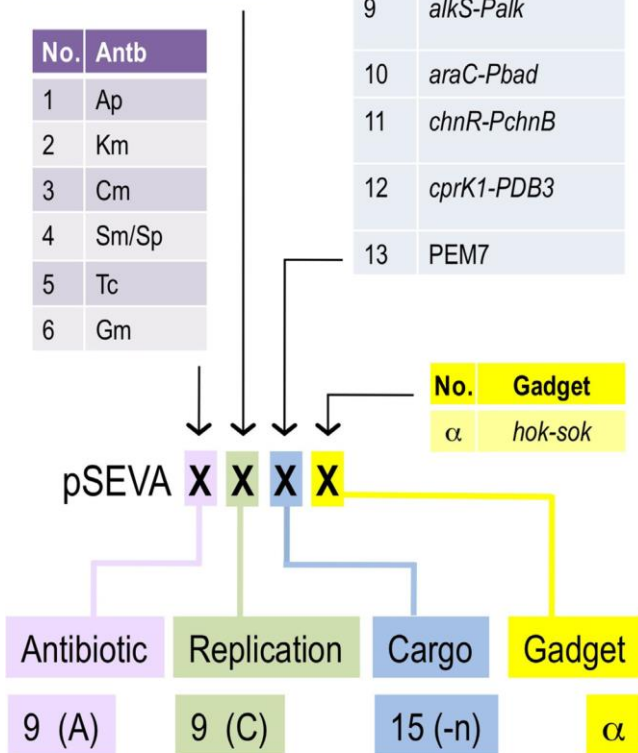 No. Antb
1 Ap
2 Km
3 Cm
4 Sm/Sp
5 Tc
6 Gm
9 alkS-Palk
10 araC-Pbad
11 chnR-PchnB
12 cprK1-PDB3
13 PEM7
No. Gadget
α hok-sok
pSEVA X X X X
Antibiotic Replication Cargo Gadget
9 (A) 9 (C) 15 (-n) α